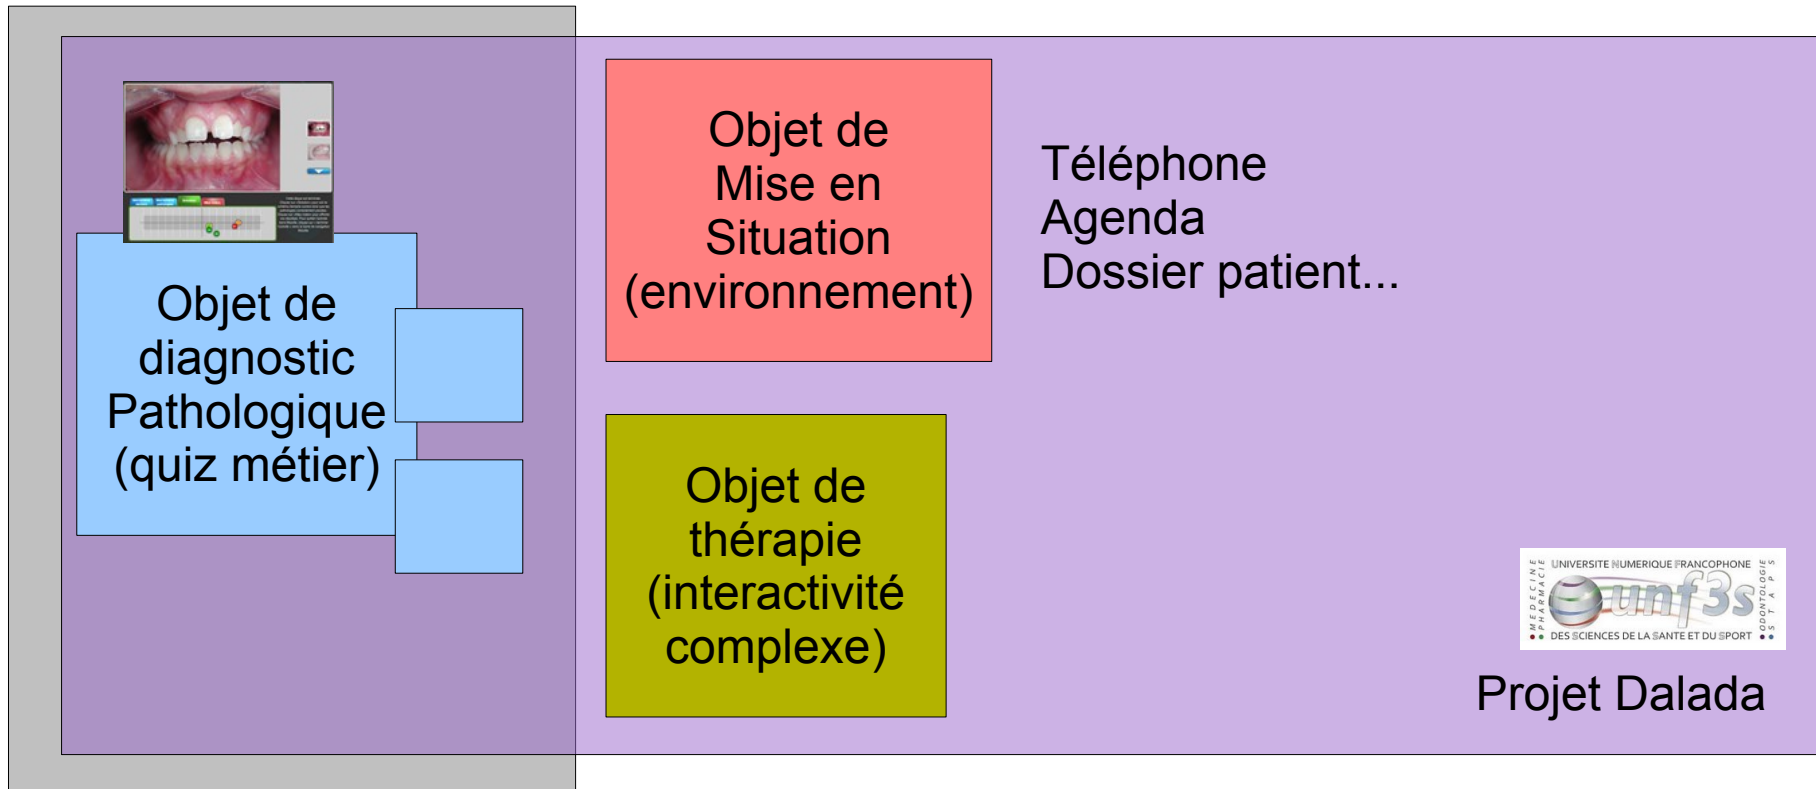 Objet de
diagnostic
Pathologique
(quiz métier)
Objet de
Mise en
Situation
(environnement)
Téléphone
Agenda
Dossier patient...
Objet de
thérapie
(interactivité
complexe)
MEDECINE
PHARMACIE
UNIVERSITE NUMERIQUE FRANCOPHONE
unf3s
DES SCIENCES DE LA SANTE ET DU SPORT
ODONTOLOGIE
STAPS
Projet Dalada